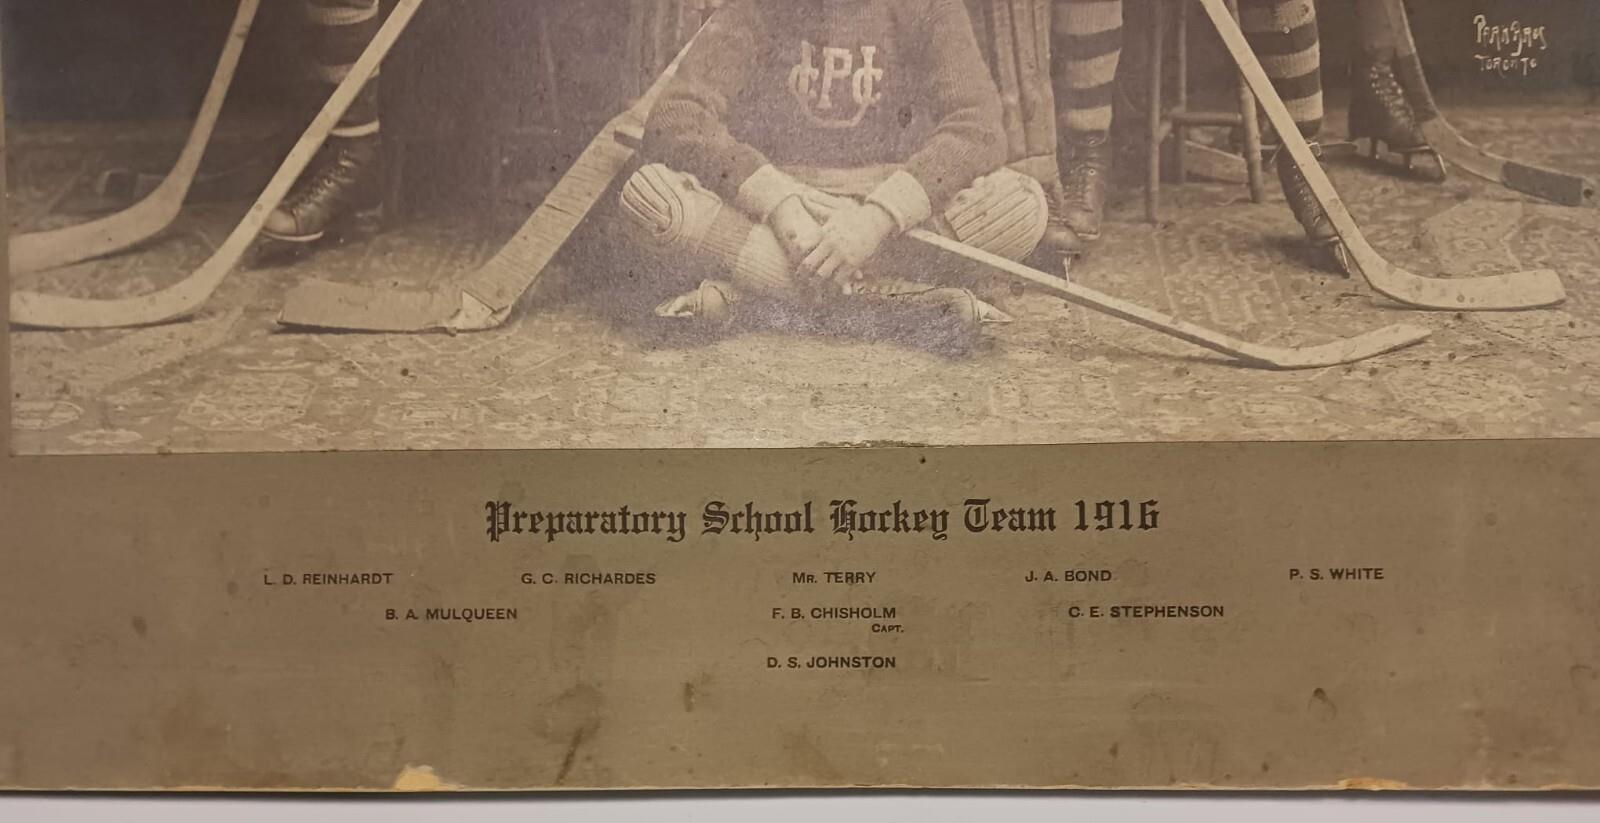 UCC
P
Park Bros
Toronto
Preparatory School Hockey Team 1916
L. D. REINHARDT G. C. RICHARDES MR. TERRY J. A. BOND. P. S. WHITE
B. A. MULQUEEN F. B. CHISHOLM C. E. STEPHENSON
CAPT.
D. S. JOHNSTON